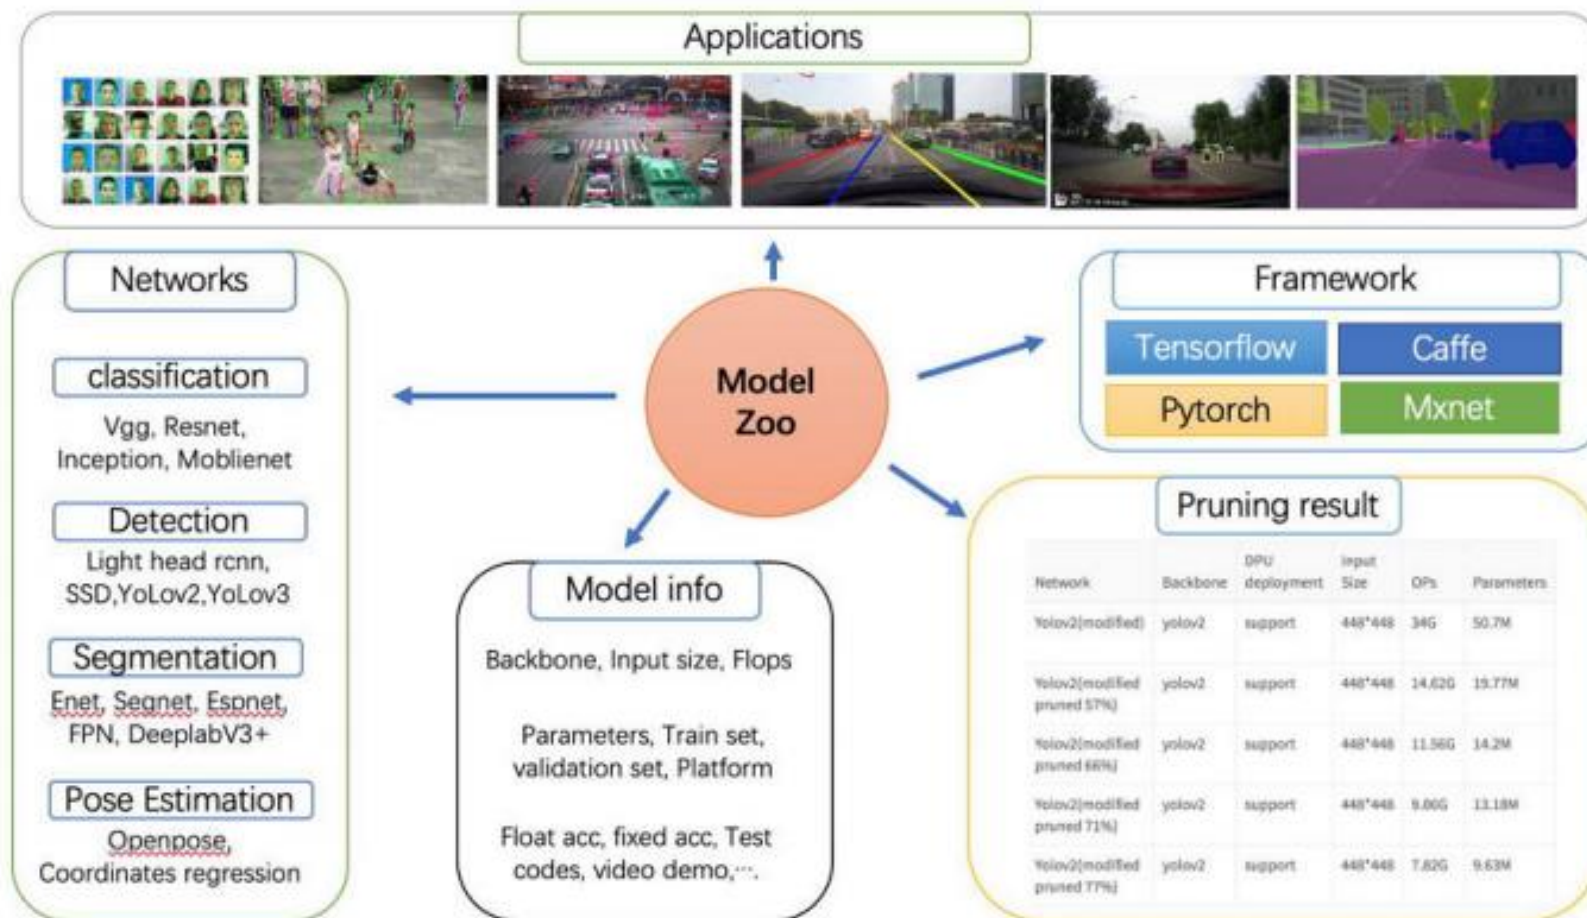 Applications
Networks
classification
Vgg, Resnet,
Inception, Moblienet
Detection
Light head rcnn,
SSD,YoLov2,YoLov3
Segmentation
Enet, Segnet, Espnet,
FPN, DeeplabV3+
Pose Estimation
Openpose,
Coordinates regression
Model
Zoo
Model info
Backbone, Input size, Flops
Parameters, Train set,
validation set, Platform
Float acc, fixed acc, Test
codes, video demo,….
Framework
Tensorflow Caffe
Pytorch Mxnet
Pruning result
Network Backbone DPU deployment Input Size OPs Parameters
Yolov2(modified) yolov2 support 448*448 34G 50.7M
Yolov2(modified yolov2 support 448*448 14.62G 19.77M
pruned 57%)
Yolov2(modified yolov2 support 448*448 11.56G 14.2M
pruned 66%)
Yolov2(modified yolov2 support 448*448 13.18M
pruned 71%)
Yolov2(modified yolov2 support 448*448 7.82G 9.63M
pruned 77%)